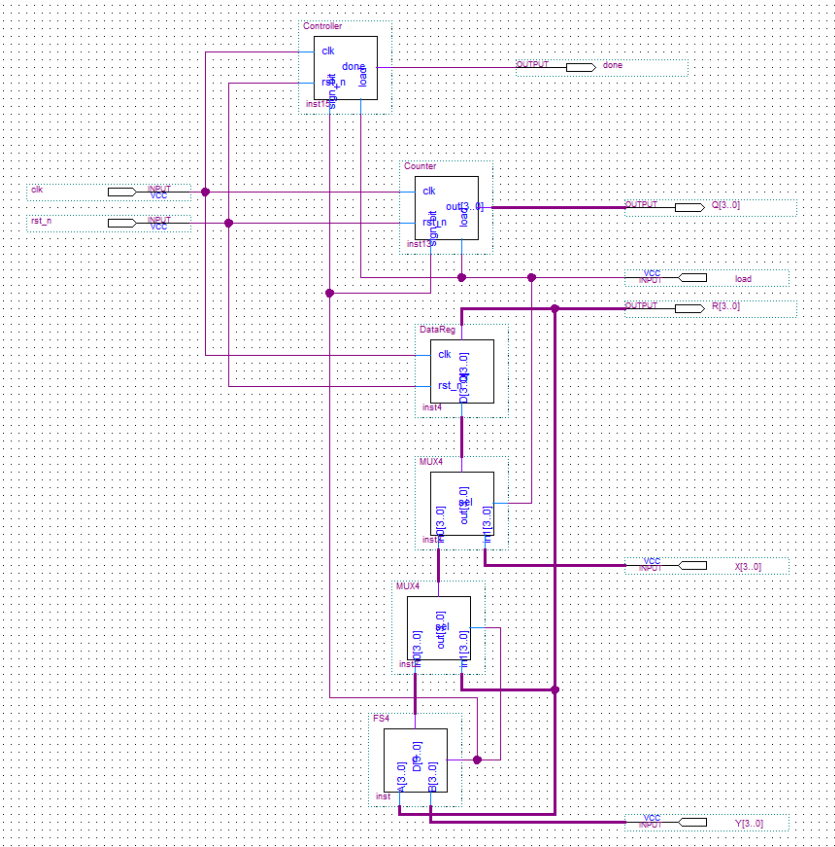 Controller
clk
done
rst_n
sign_bit
load
inst15
OUTPUT
done
Counter
clk
INPUT
VCC
clk
out[3..0]
OUTPUT
Q[3..0]
rst_n
INPUT
VCC
rst_n
sign_bit
load
inst13
VCC
INPUT
load
OUTPUT
R[3..0]
DataReg
clk
rst_n
D[3..0]
inst4
MUX4
sel
out[3..0]
in0[3..0]
in1[3..0]
inst
VCC
INPUT
X[3..0]
MUX4
sel
out[3..0]
in0[3..0]
in1[3..0]
inst
FS4
D[3..0]
A[3..0]
B[3..0]
inst
VCC
INPUT
Y[3..0]